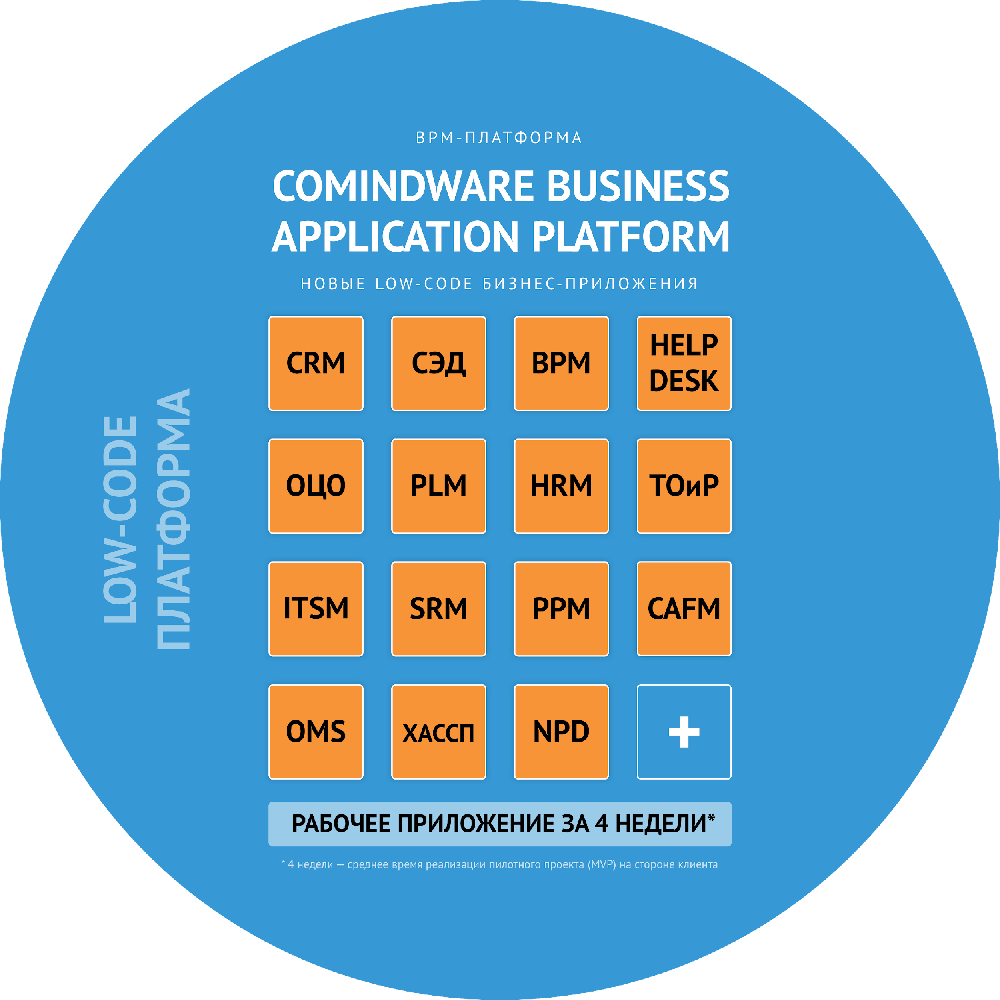 BPM-ПЛАТФОРМА
COMINDWARE BUSINESS
APPLICATION PLATFORM
НОВЫЕ LOW-CODE БИЗНЕС-ПРИЛОЖЕНИЯ
LOW-CODE
ПЛАТФОРМА
CRM
СЭД
BPM
HELP
DESK
ОЦО
PLM
HRM
ТОиР
ITSM
SRM
PPM
CAFM
OMS
ХАССП
NPD
+
РАБОЧЕЕ ПРИЛОЖЕНИЕ ЗА 4 НЕДЕЛИ*
* 4 недели — среднее время реализации пилотного проекта (MVP) на стороне клиента